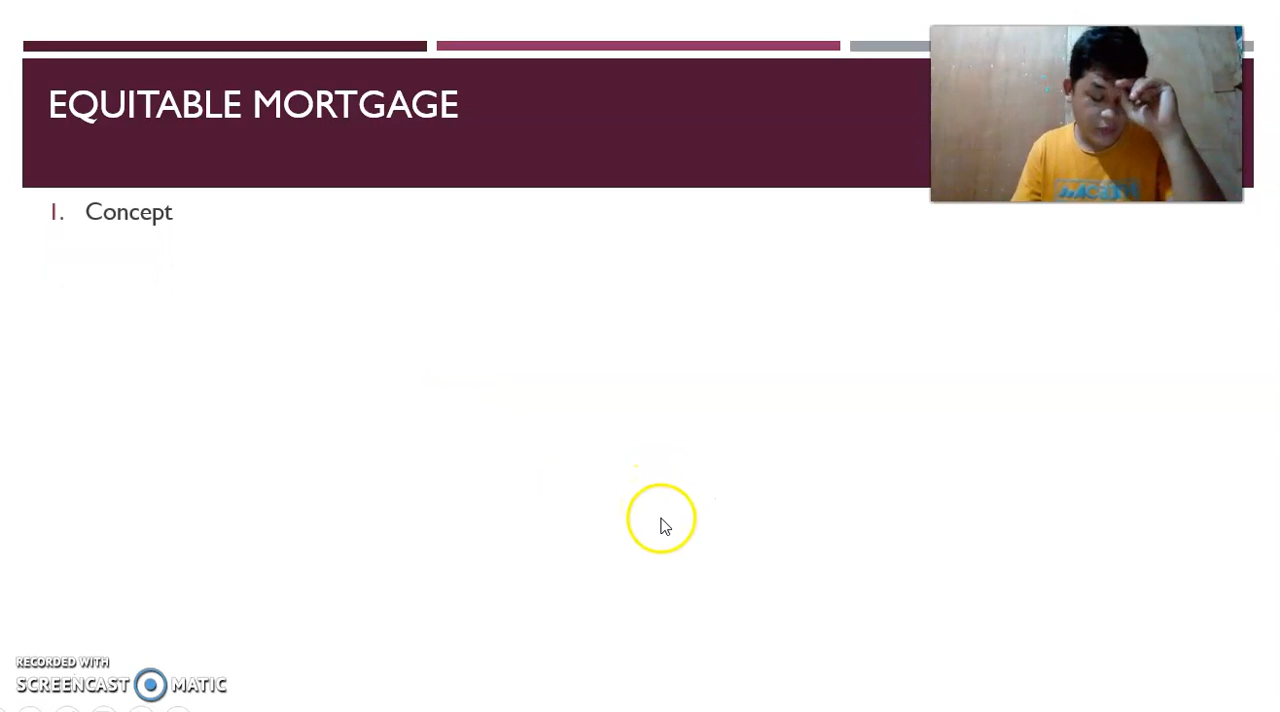 EQUITABLE MORTGAGE
I. Concept
RECORDED WITH
SCREENCAST MATIC